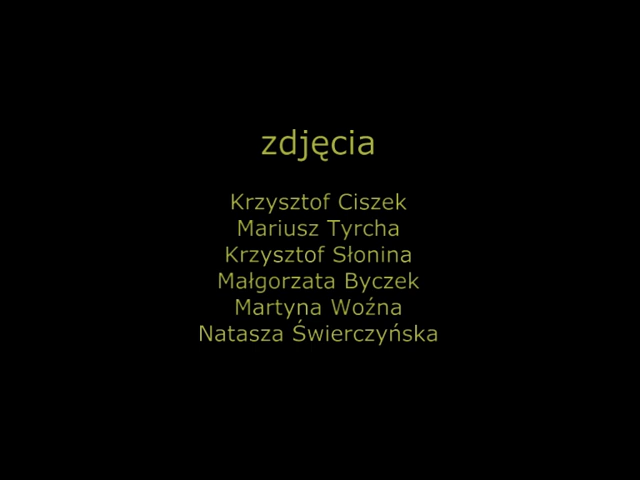 zdjęcia
Krzysztof Ciszek
Mariusz Tyrcha
Krzysztof Słonina
Małgorzata Byczek
Martyna Woźna
Natasza Świerczyńska